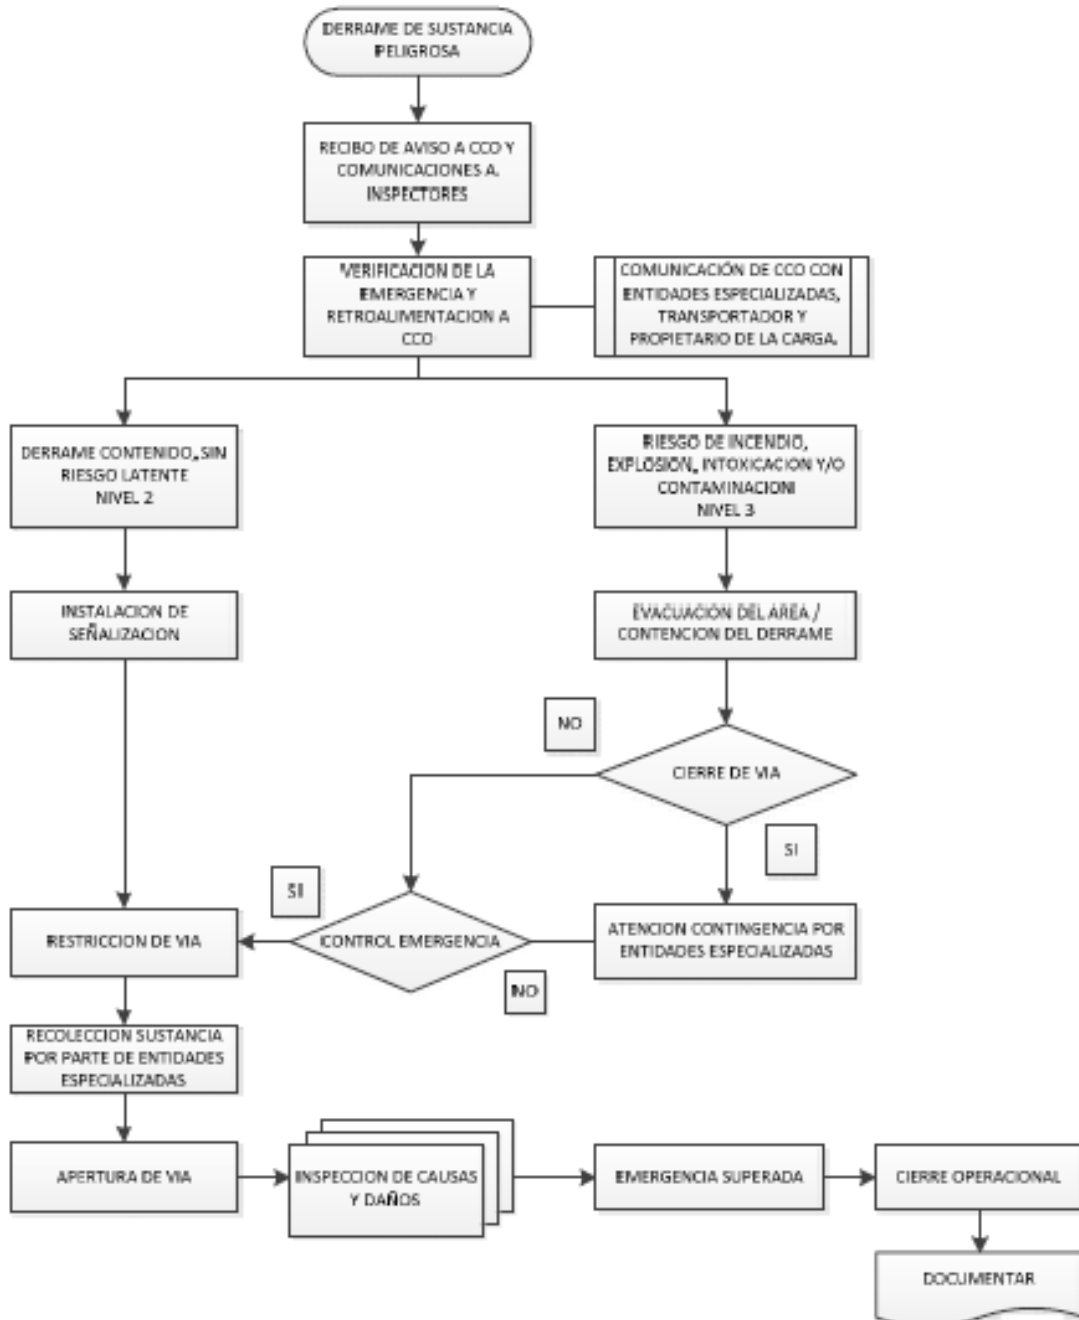 DERRAME DE SUSTANCIA
PELIGROSA
RECIBO DE AVISO A CCO Y
COMUNICACIONES A
INSPECTORES
VERIFICACION DE LA
EMERGENCIA Y
RETROALIMENTACION A
CCO
COMUNICACIÓN DE CCO CON
ENTIDADES ESPECIALIZADAS,
TRANSPORTADOR Y
PROPIETARIO DE LA CARGA.
DERRAME CONTENIDO, SIN
RIESGO LATENTE
NIVEL 2
RIESGO DE INCENDIO,
EXPLOSION, INTOXICACION Y/O
CONTAMINACION
NIVEL 3
INSTALACION DE
SEÑALIZACION
EVACUACION DEL AREA /
CONTENCION DEL DERRAME
NO
CIERRE DE VIA
SI
SI
RESTRICCION DE VIA
CONTROL EMERGENCIA
ATENCION CONTINGENCIA POR
ENTIDADES ESPECIALIZADAS
NO
RECOLECCION SUSTANCIA
POR PARTE DE ENTIDADES
ESPECIALIZADAS
APERTURA DE VIA
INSPECCION DE CAUSAS
Y DAÑOS
EMERGENCIA SUPERADA
CIERRE OPERACIONAL
DOCUMENTAR